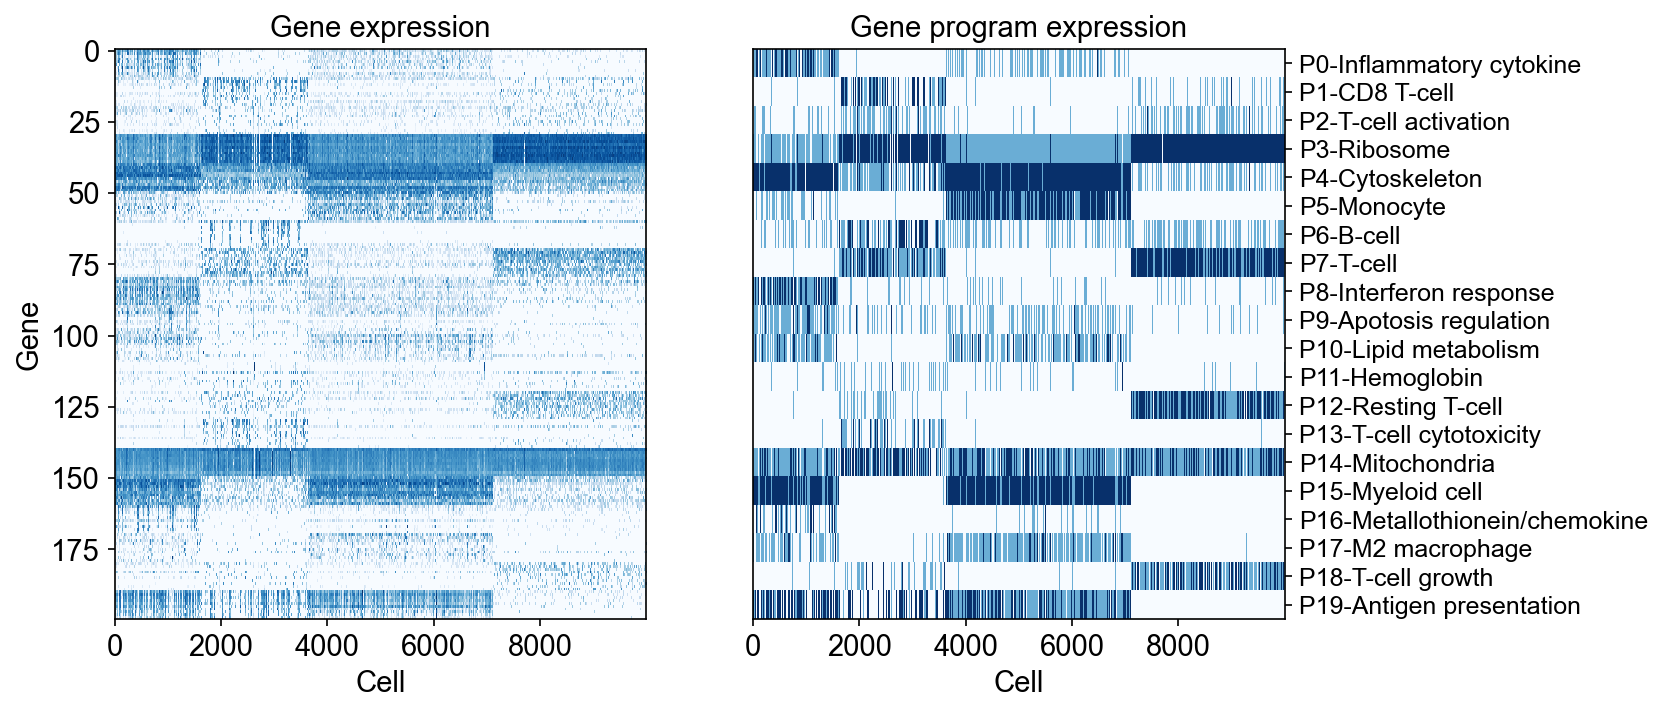 Gene expression
Gene program expression
Gene
0
25
50
75
100
125
150
175
0
2000
4000
6000
8000
Cell
0
2000
4000
6000
8000
Cell
P0-Inflammatory cytokine
P1-CD8 T-cell
P2-T-cell activation
P3-Ribosome
P4-Cytoskeleton
P5-Monocyte
P6-B-cell
P7-T-cell
P8-Interferon response
P9-Apotosis regulation
P10-Lipid metabolism
P11-Hemoglobin
P12-Resting T-cell
P13-T-cell cytotoxicity
P14-Mitochondria
P15-Myeloid cell
P16-Metallothionein/chemokine
P17-M2 macrophage
P18-T-cell growth
P19-Antigen presentation